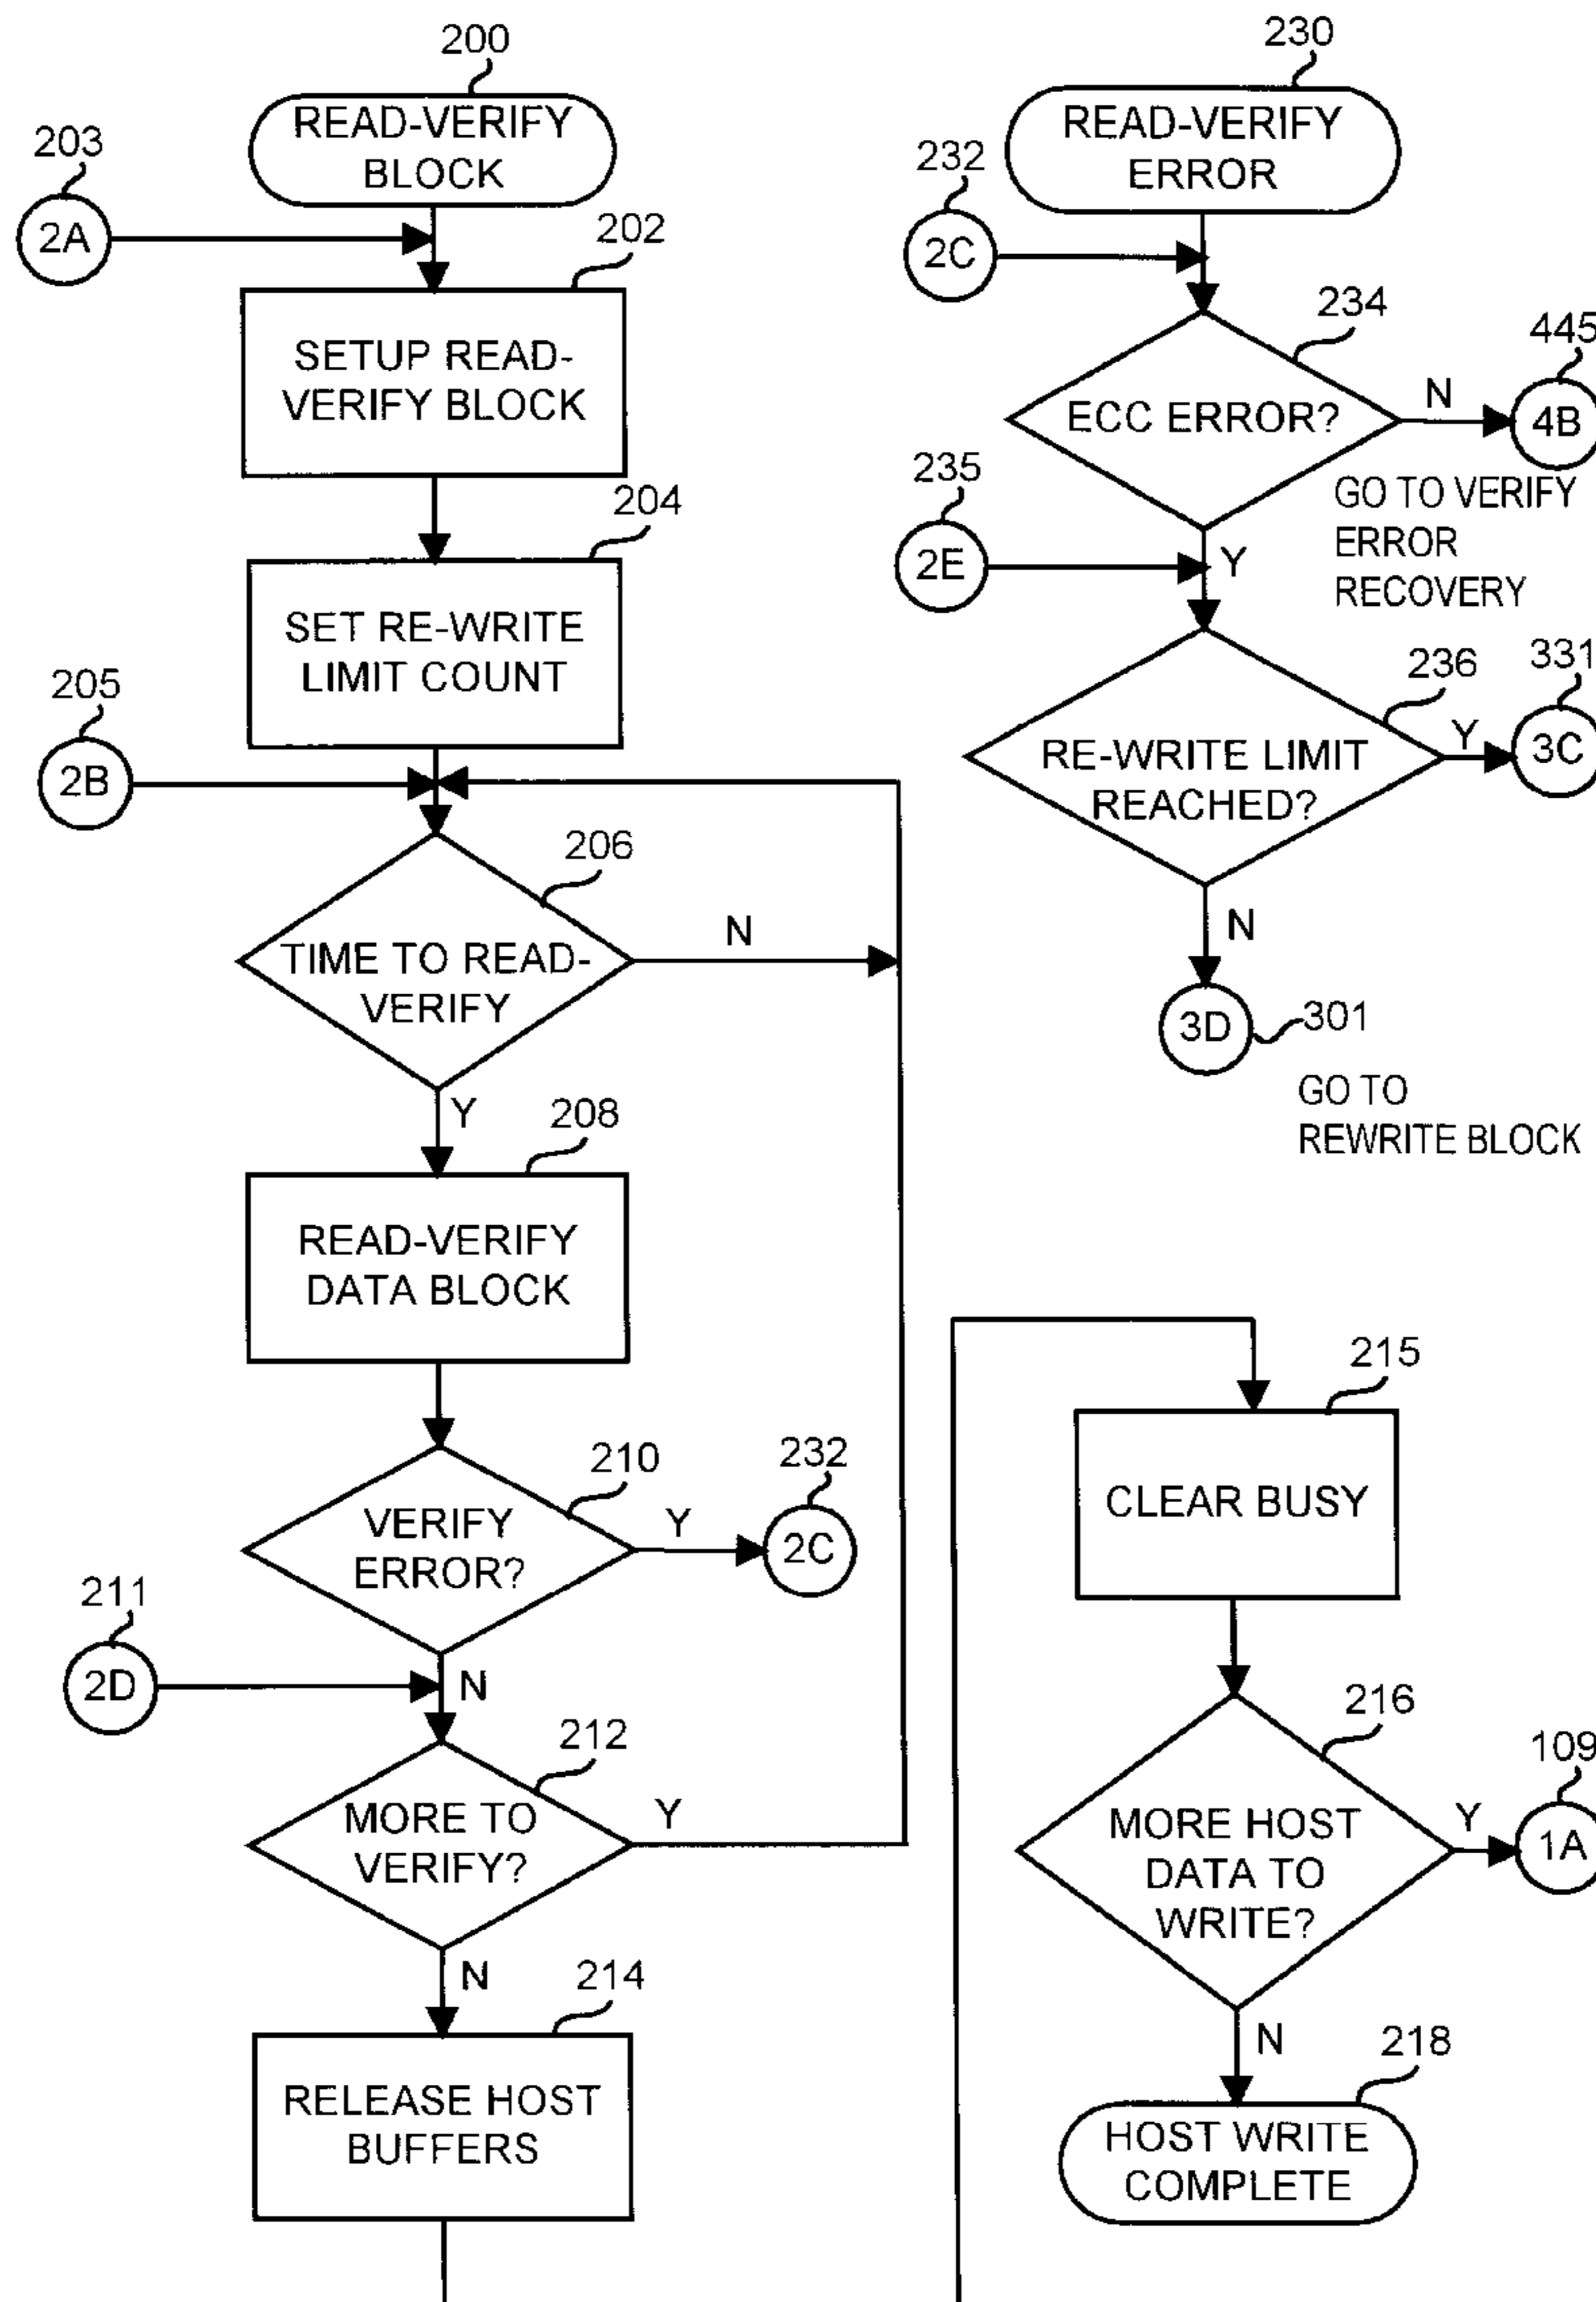 200
READ-VERIFY
BLOCK
203
2A
202
SETUP READ-
VERIFY BLOCK
204
SET RE-WRITE
LIMIT COUNT
205
2B
206
TIME TO READ-
VERIFY
N
Y
208
READ-VERIFY
DATA BLOCK
210
VERIFY
ERROR?
Y
232
2C
211
2D
N
212
MORE TO
VERIFY?
Y
N
214
RELEASE HOST
BUFFERS
230
READ-VERIFY
ERROR
232
2C
234
ECC ERROR?
N
445
4B
GO TO VERIFY
ERROR
RECOVERY
235
2E
Y
236
RE-WRITE LIMIT
REACHED?
Y
331
3C
N
3D
301
GO TO
REWRITE BLOCK
215
CLEAR BUSY
216
MORE HOST
DATA TO
WRITE?
Y
109
1A
N
218
HOST WRITE
COMPLETE